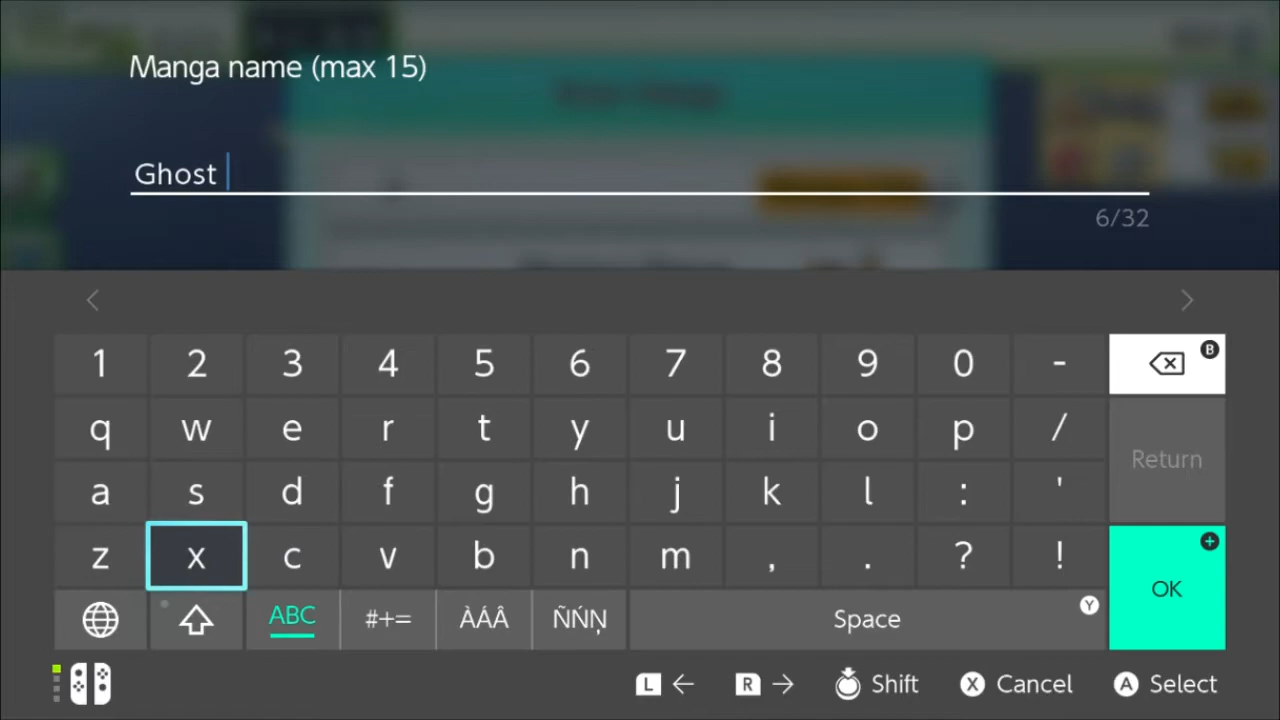 Manga name (max 15)
Ghost
6/32
1 2 3 4 5 6 7 8 9 0 - B
q w e r t y u i o p / Return
a s d f g h j k l : '
z x c v b n m , . ? ! + OK
ABC #+= ÀÁÂ ÑŃŅ Space Y
L ← R → Shift X Cancel A Select